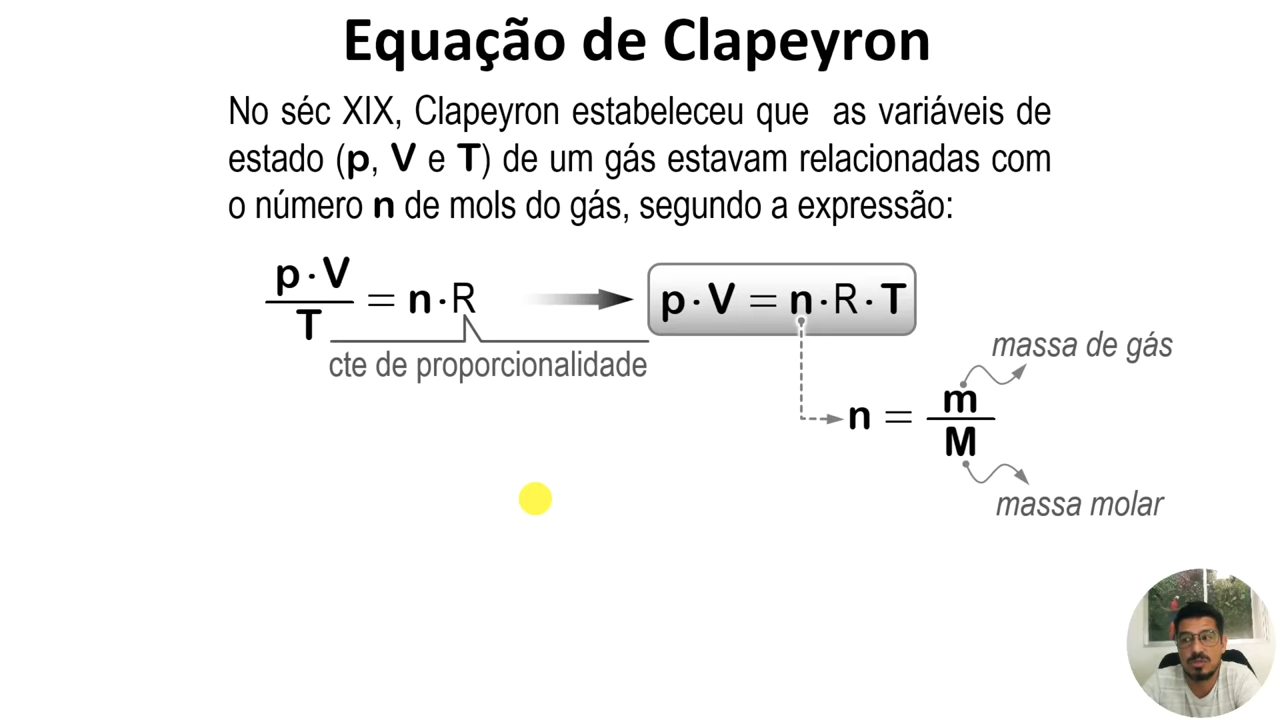 Equação de Clapeyron
No séc XIX, Clapeyron estabeleceu que as variáveis de
estado (p, V e T) de um gás estavam relacionadas com
o número n de mols do gás, segundo a expressão:
p · V / T = n · R
p · V = n · R · T
cte de proporcionalidade
massa de gás
n = m / M
massa molar